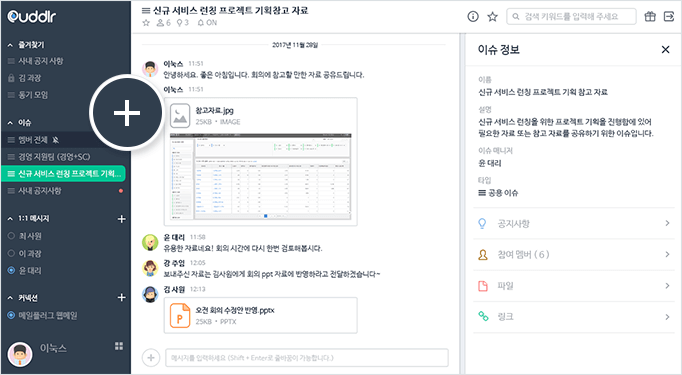 Ouddlr
즐겨찾기
사내 공지 사항
김 과장
동기 모임
이슈
멤버 전체
경영 지원팀 (경영+SC)
신규 서비스 런칭 프로젝트 기획...
사내 공지사항
1:1 메시지
최 사원
이 과장
윤 대리
커넥션
메일플러그 웹메일
이눅스
신규 서비스 런칭 프로젝트 기획참고 자료
6 3 ON
검색 키워드를 입력해 주세요
2017년 11월 28일
이눅스 11:51
안녕하세요. 좋은 아침입니다. 회의에 참고할 만한 자료 공유드립니다.
이눅스 11:51
참고자료.jpg
25KB • IMAGE
윤 대리 11:58
유용한 자료네요! 회의 시간에 다시 한번 검토해봅시다.
강 주임 12:05
보내주신 자료는 김사원에게 회의 ppt 자료에 반영하라고 전달하겠습니다~
김 사원 12:13
오전 회의 수정안 반영.pptx
25KB • PPTX
메시지를 입력하세요 (Shift + Enter로 줄바꿈이 가능합니다.)
이슈 정보
이름
신규 서비스 런칭 프로젝트 기획 참고 자료
설명
신규 서비스 런칭을 위한 프로젝트 기획을 진행함에 있어
필요한 자료 또는 참고 자료를 공유하기 위한 이슈입니다.
이슈 매니저
윤 대리
타입
공용 이슈
공지사항
참여 멤버 ( 6 )
파일
링크